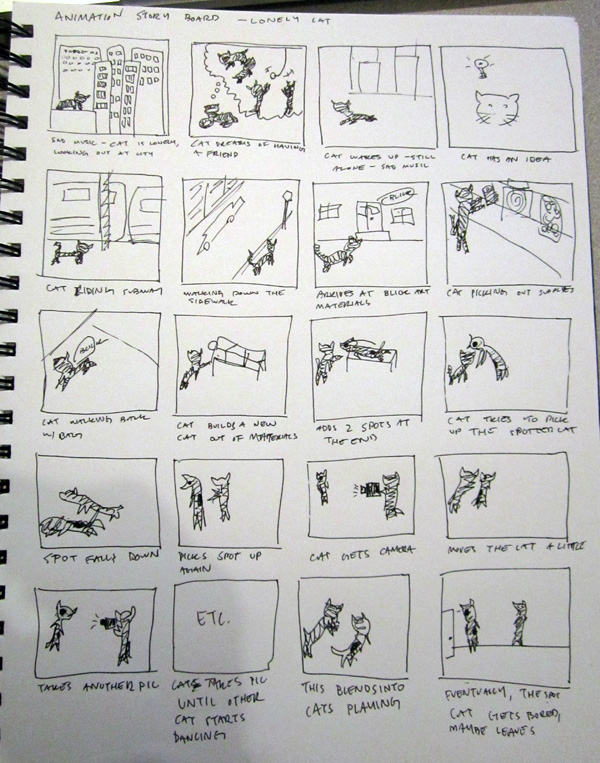 ANIMATION STORY BOARD - LONELY CAT
SAD MUSIC - CAT IS LONELY,
LOOKING OUT AT CITY
CAT DREAMS OF HAVING
A FRIEND
CAT WAKES UP - STILL
ALONE - SAD MUSIC
CAT HAS AN IDEA
CAT RIDING SUBWAY
WALKING DOWN THE
SIDEWALK
BLICK
ARRIVES AT BLICK ART
MATERIALS
CAT PICKING OUT SUPPLIES
BLICK
CAT WALKING BACK
W/ BAG
CAT BUILDS A NEW
CAT OUT OF MATERIALS
ADDS 2 SPOTS AT
THE END
CAT TRIES TO PICK
UP THE SPOTTED CAT
SPOT FALLS DOWN
PICKS SPOT UP
AGAIN
CAT GETS CAMERA
MOVES THE CAT A LITTLE
TAKES ANOTHER PIC
ETC.
CATS TAKES PIC
UNTIL OTHER
CAT STARTS
DANCING
THIS BLENDS INTO
CATS PLAYING
EVENTUALLY, THE SPOT
CAT GETS BORED,
MAYBE LEAVES